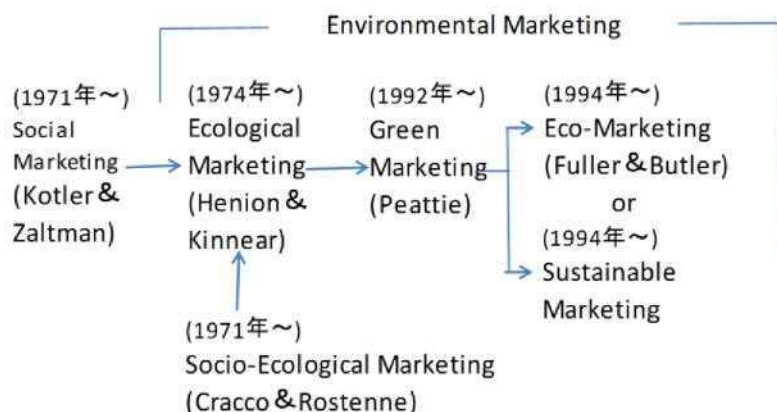 Environmental Marketing
(1971年～)
Social
Marketing
(Kotler&
Zaltman)
(1974年～)
Ecological
Marketing
(Henion &
Kinnear)
(1992年～)
Green
Marketing
(Peattie)
(1994年～)
Eco-Marketing
(Fuller&Butler)
or
(1994年～)
Sustainable
Marketing
(1971年～)
Socio-Ecological Marketing
(Cracco&Rostenne)